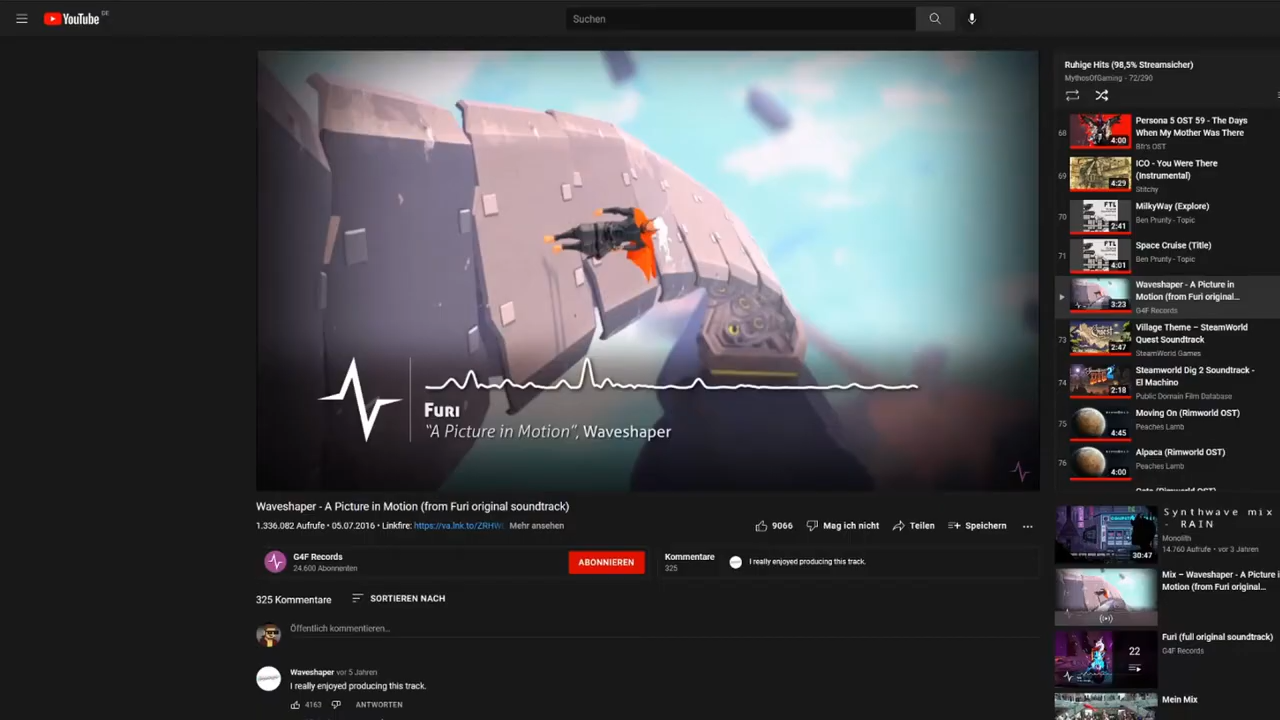 YouTube DE
Suchen
FURI
"A Picture in Motion", Waveshaper
Waveshaper - A Picture in Motion (from Furi original soundtrack)
1.336.082 Aufrufe • 05.07.2016 • Linkfire: https://va.lnk.to/ZRHW
Mehr ansehen
9066
Mag ich nicht
Teilen
Speichern
G4F Records
24.600 Abonnenten
ABONNIEREN
Kommentare
325
I really enjoyed producing this track.
325 Kommentare
SORTIEREN NACH
Öffentlich kommentieren...
Waveshaper vor 5 Jahren
I really enjoyed producing this track.
4163
ANTWORTEN
Ruhige Hits (98,5% Streamsicher)
MythosOfGaming - 72/290
68
4:00
Persona 5 OST 59 - The Days
When My Mother Was There
Bfr's OST
69
4:29
ICO - You Were There
(Instrumental)
Stitchy
70
FTL
2:41
MilkyWay (Explore)
Ben Prunty - Topic
71
FTL
4:01
Space Cruise (Title)
Ben Prunty - Topic
3:23
Waveshaper - A Picture in
Motion (from Furi original...
G4F Records
73
2:47
Village Theme – SteamWorld
Quest Soundtrack
SteamWorld Games
74
2:18
Steamworld Dig 2 Soundtrack -
El Machino
Public Domain Film Database
75
4:45
Moving On (Rimworld OST)
Peaches Lamb
76
4:00
Alpaca (Rimworld OST)
Peaches Lamb
30:47
Synthwave mix
- RAIN
Monolith
14.760 Aufrufe • vor 3 Jahren
Mix – Waveshaper - A Picture in
Motion (from Furi original...
22
Furi (full original soundtrack)
G4F Records
Mein Mix